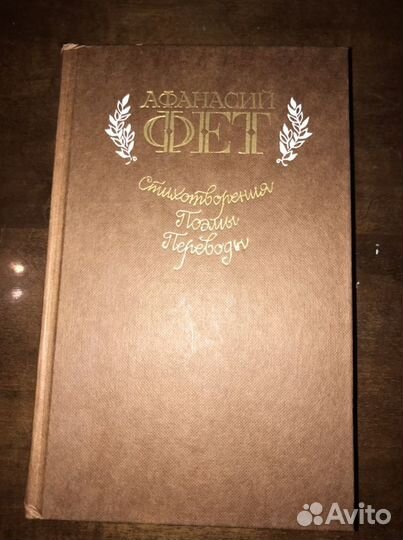 АФАНАСИЙ
ФЕТ
Стихотворения
Поэмы
Переводы
Avito